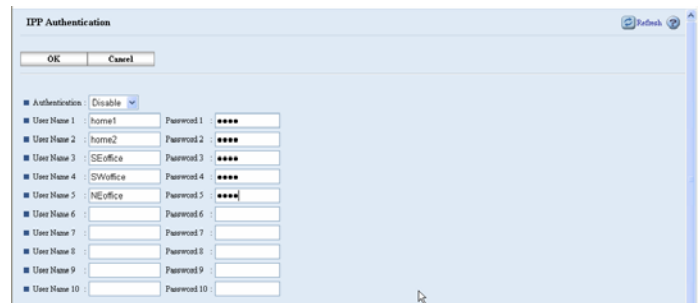 IPP Authentication Refresh ?
OK Cancel
Authentication : Disable
User Name 1 : home1 Password 1 : ••••
User Name 2 : home2 Password 2 : ••••
User Name 3 : SEoffice Password 3 : ••••
User Name 4 : SWoffice Password 4 : ••••
User Name 5 : NEoffice Password 5 : ••••
User Name 6 : Password 6 :
User Name 7 : Password 7 :
User Name 8 : Password 8 :
User Name 9 : Password 9 :
User Name 10 : Password 10 :